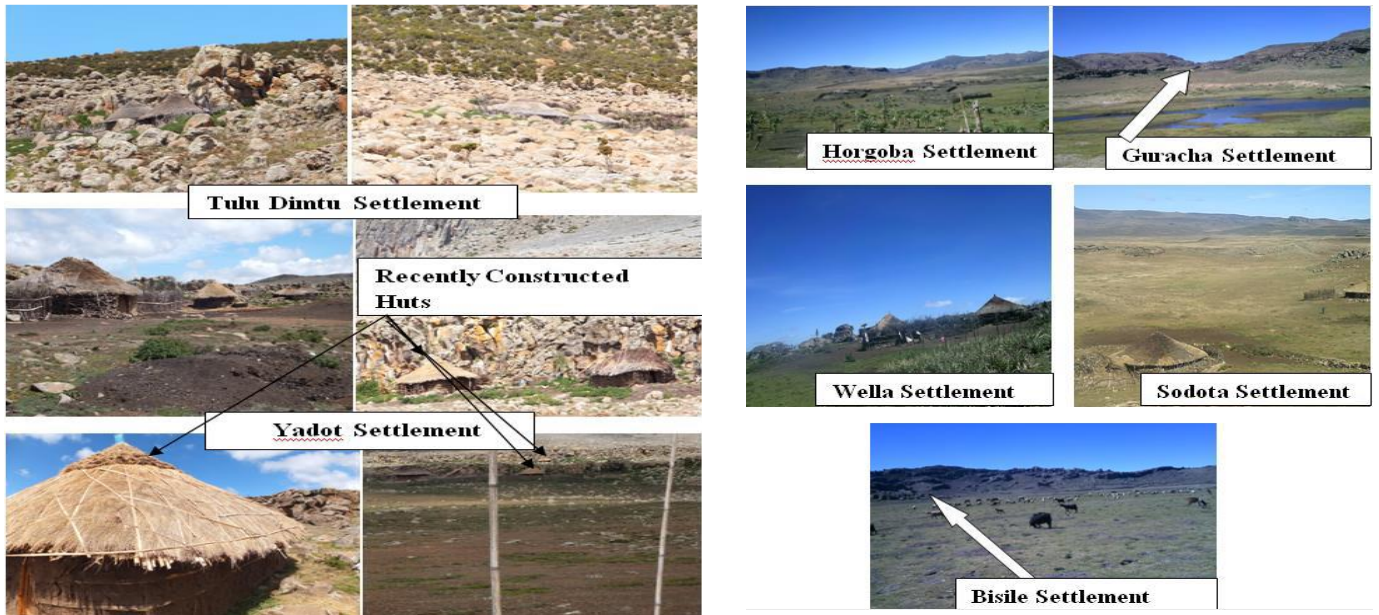 Tulu Dimtu Settlement
Recently Constructed
Huts
Yadot Settlement
Horgoba Settlement
Guracha Settlement
Wella Settlement
Sodota Settlement
Bisile Settlement